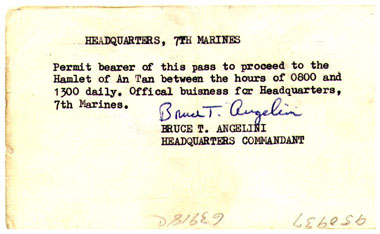 HEADQUARTERS, 7TH MARINES
Permit bearer of this pass to proceed to the
Hamlet of An Tan between the hours of 0800 and
1300 daily. Offical buisness for Headquarters,
7th Marines.
Bruce T. Angelini
BRUCE T. ANGELINI
HEADQUARTERS COMMANDANT